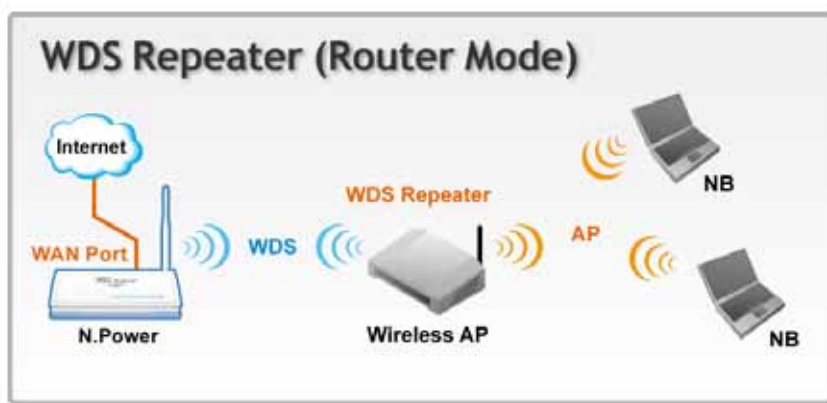 WDS Repeater (Router Mode)
Internet
NB
WDS Repeater
WAN Port
WDS
AP
N.Power
Wireless AP
NB